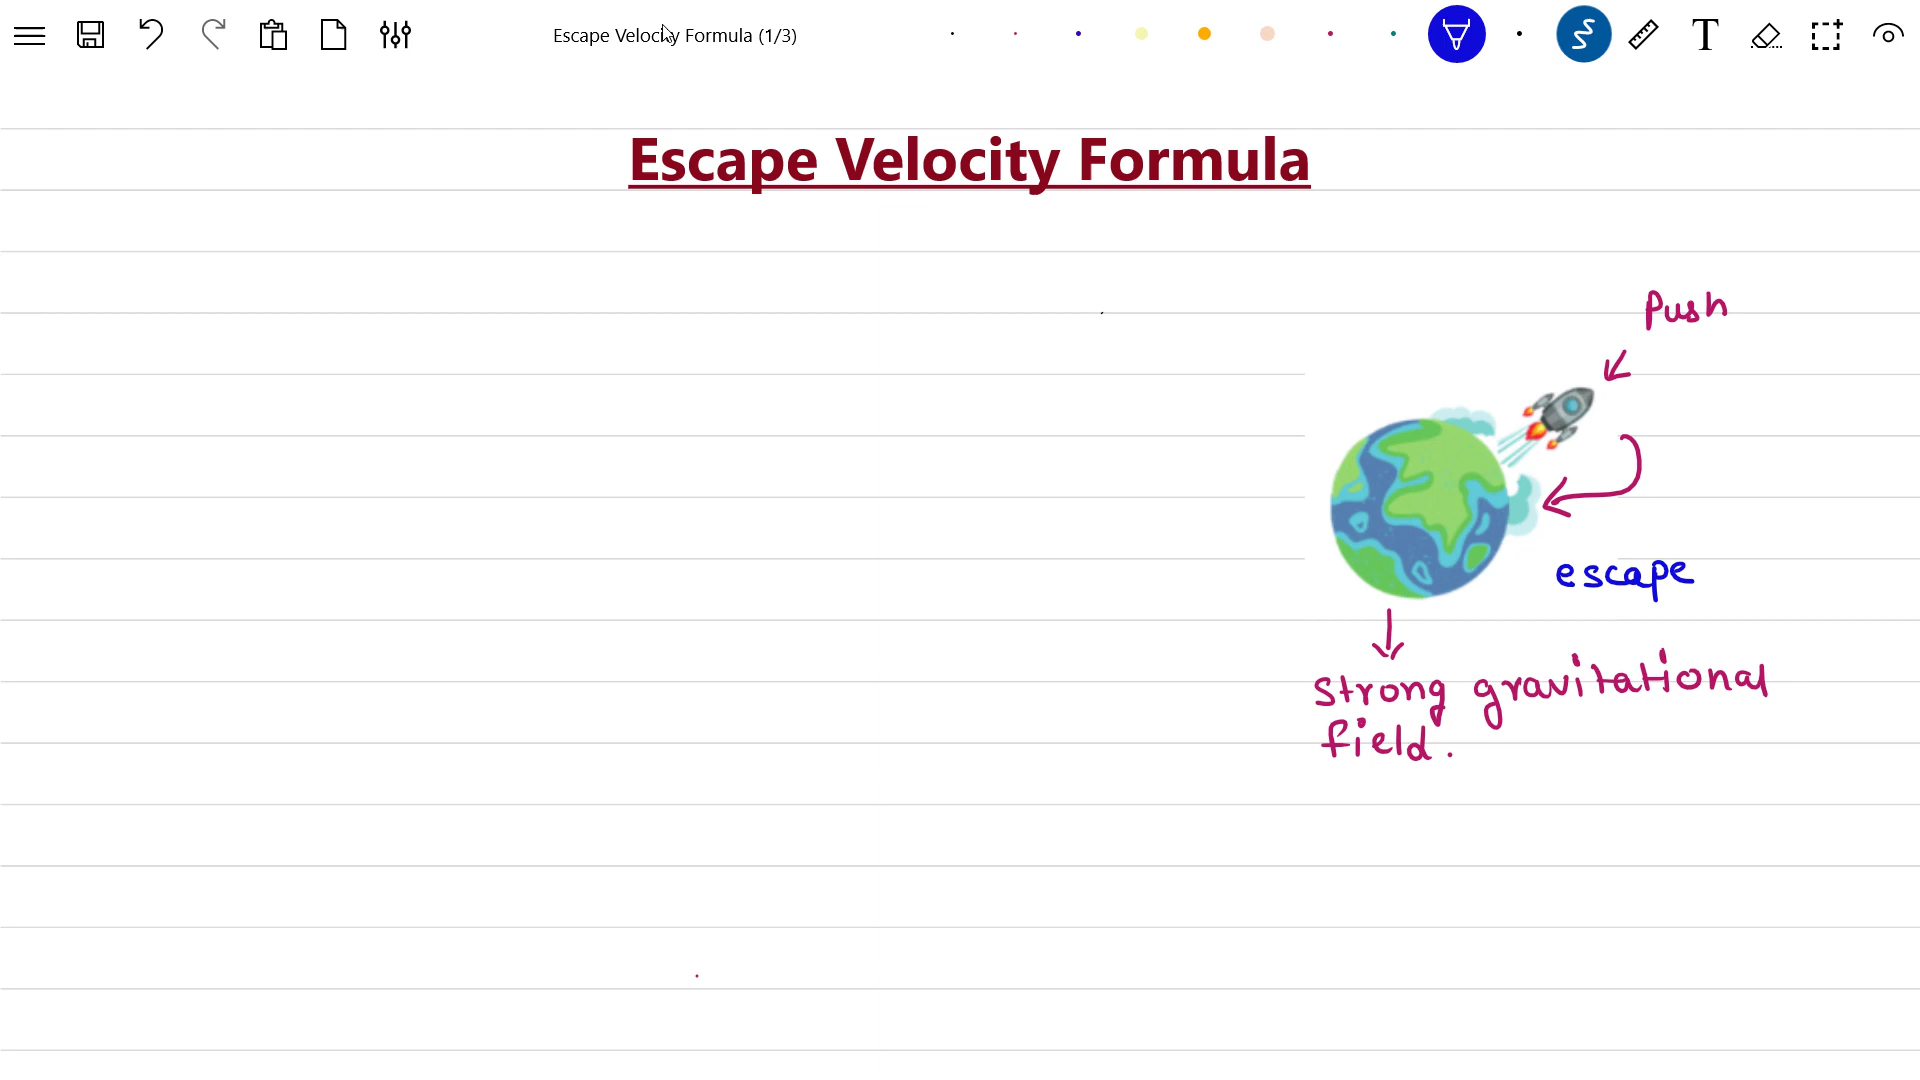 Escape Velocity Formula (1/3)
T
Escape Velocity Formula
Push
escape
Strong gravitational
field.